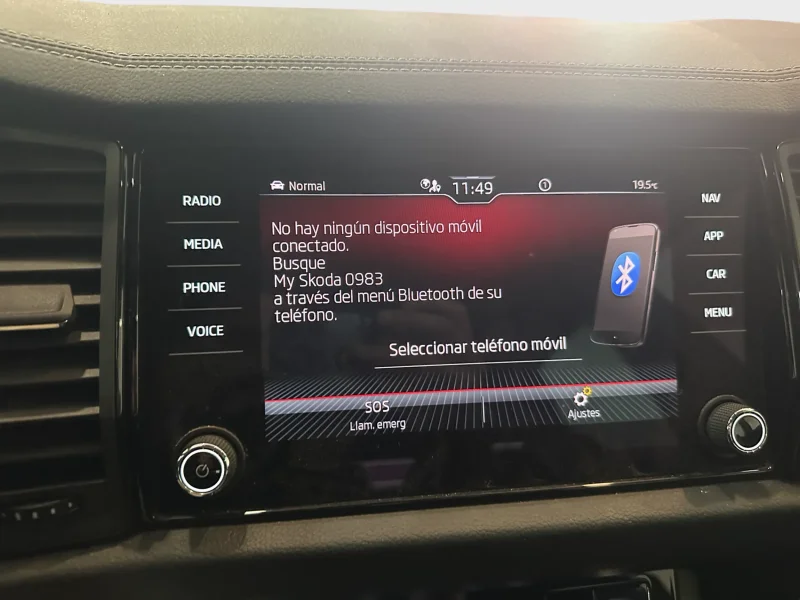 Normal
11:49
1
19.5°C
RADIO
MEDIA
PHONE
VOICE
No hay ningún dispositivo móvil
conectado.
Busque
My Skoda 0983
a través del menú Bluetooth de su
teléfono.
Seleccionar teléfono móvil
SOS
Llam. emerg
Ajustes
NAV
APP
CAR
MENU